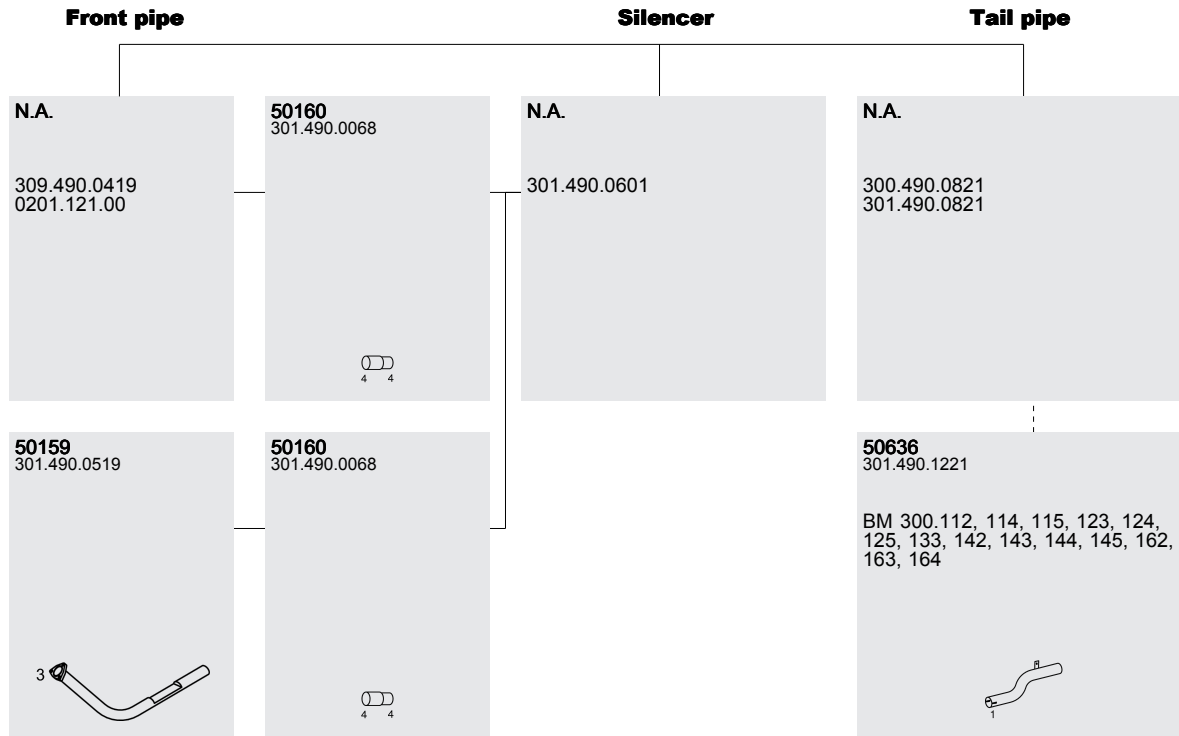 Front pipe
Silencer
Tail pipe
N.A.
309.490.0419
0201.121.00
50160
301.490.0068
4 4
N.A.
301.490.0601
N.A.
300.490.0821
301.490.0821
50159
301.490.0519
3
50160
301.490.0068
4 4
50636
301.490.1221
BM 300.112, 114, 115, 123, 124,
125, 133, 142, 143, 144, 145, 162,
163, 164
1